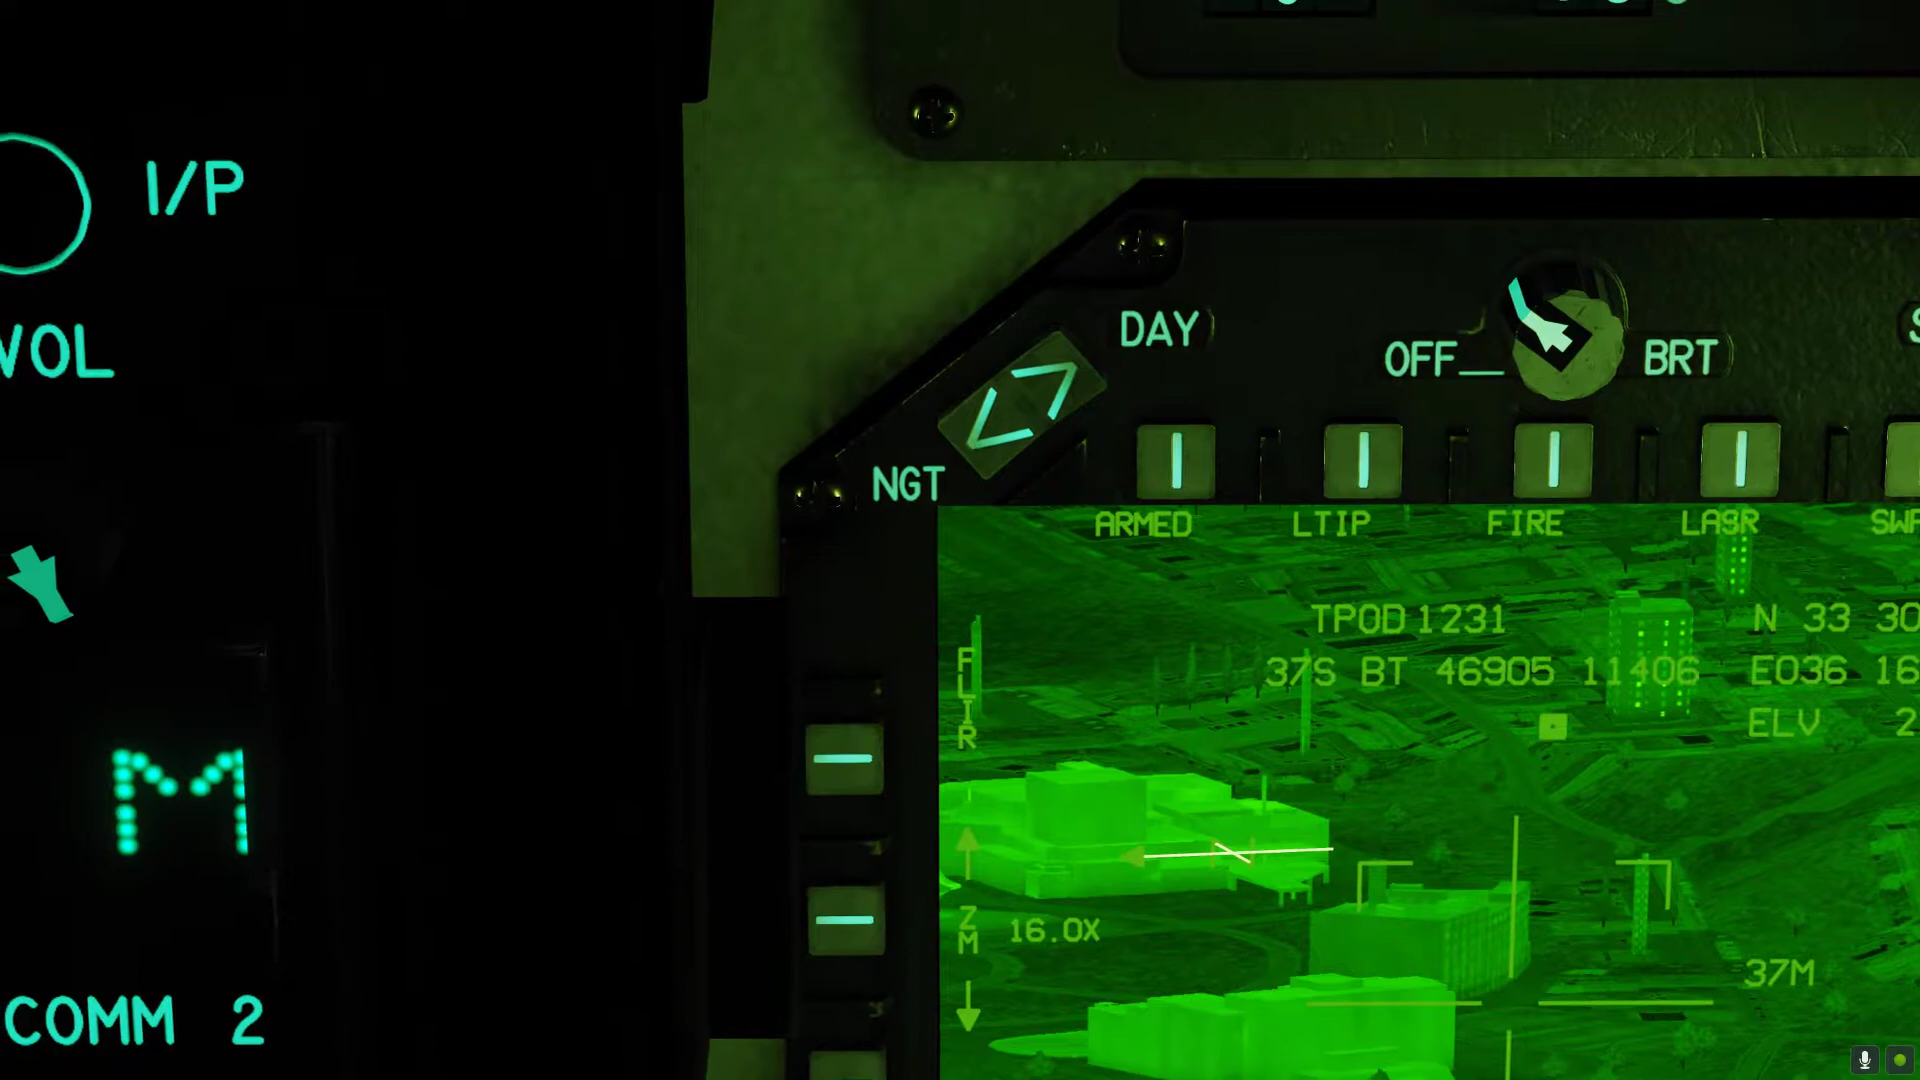 I/P
VOL
DAY
OFF
BRT
NGT
ARMED LTIP FIRE LASR
TPOD 1231 N 33 30
37S BT 46905 11406 E036 16
FLIR
ELV 2
M
ZM 16.0X
37M
COMM 2